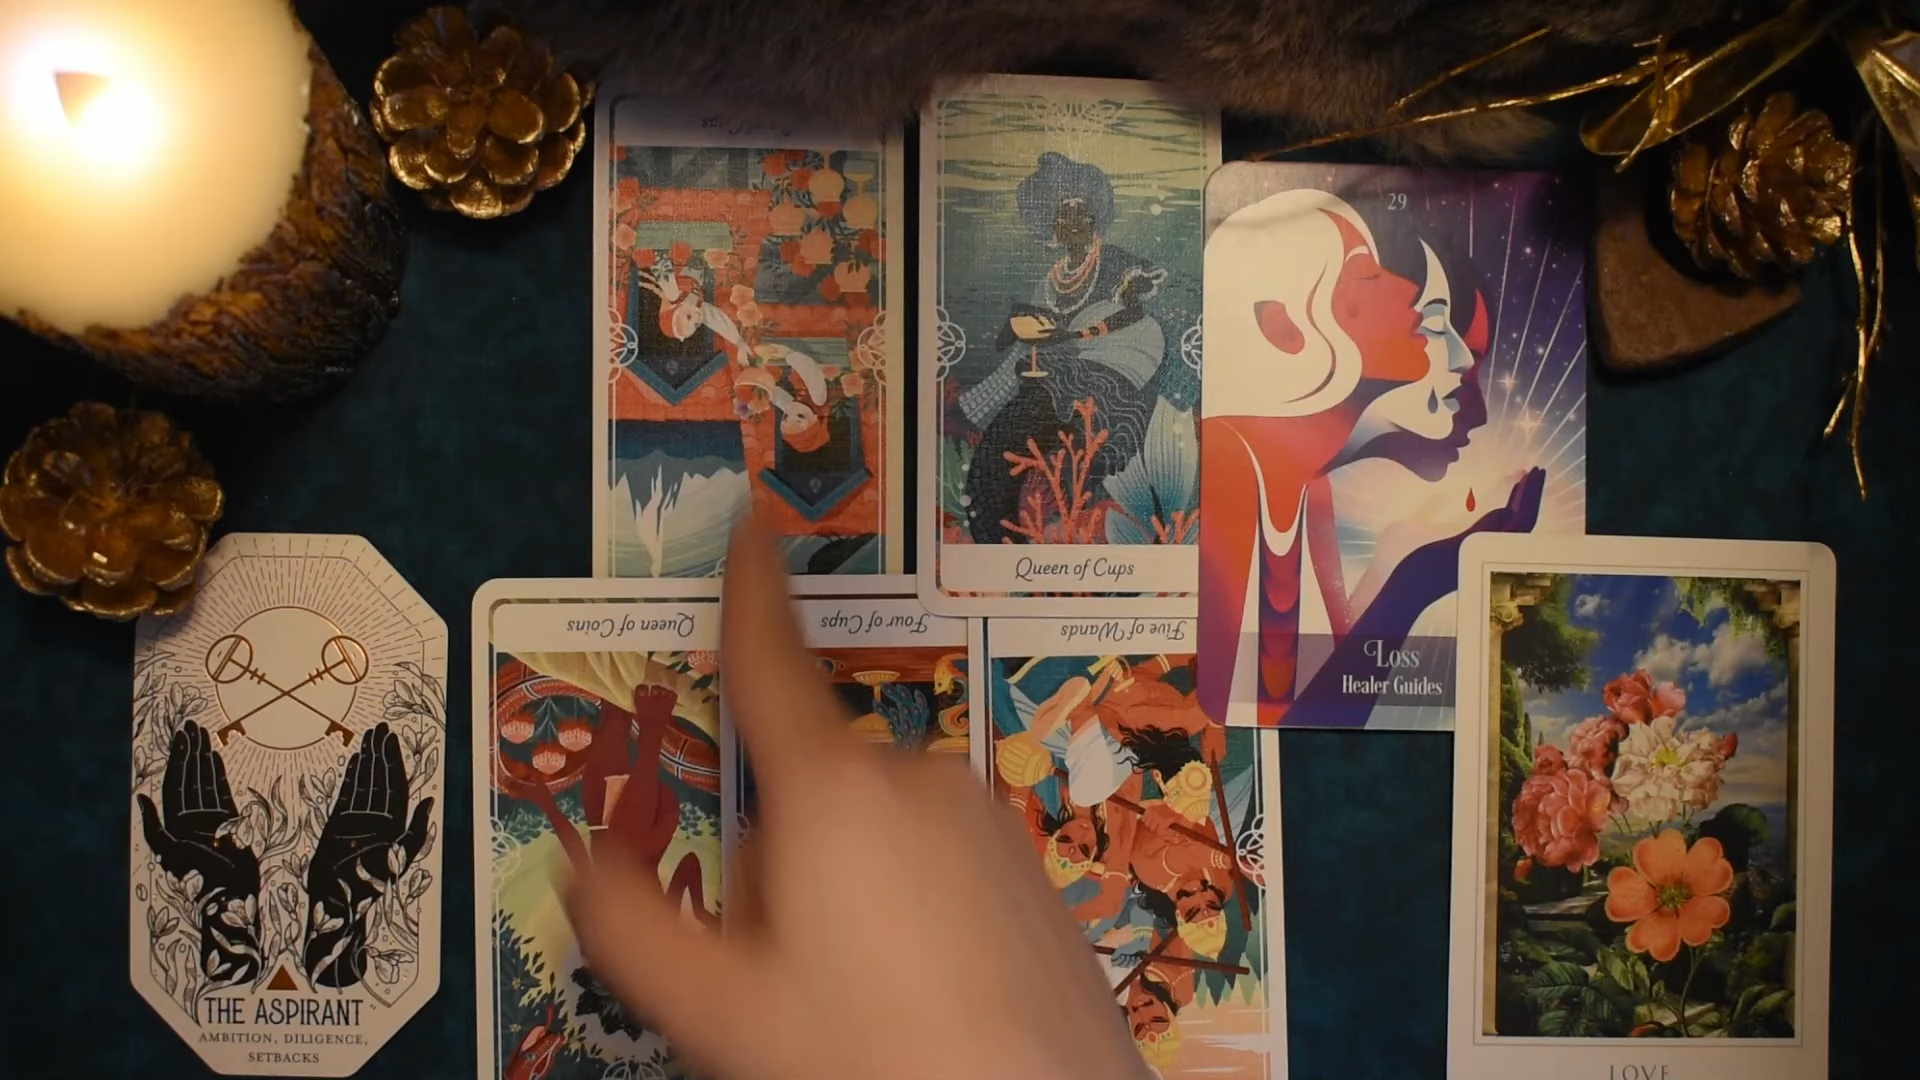 Queen of Cups
29
Loss
Healer Guides
Queen of Coins
Four of Cups
Five of Wands
THE ASPIRANT
AMBITION, DILIGENCE,
SETBACKS
LOVE